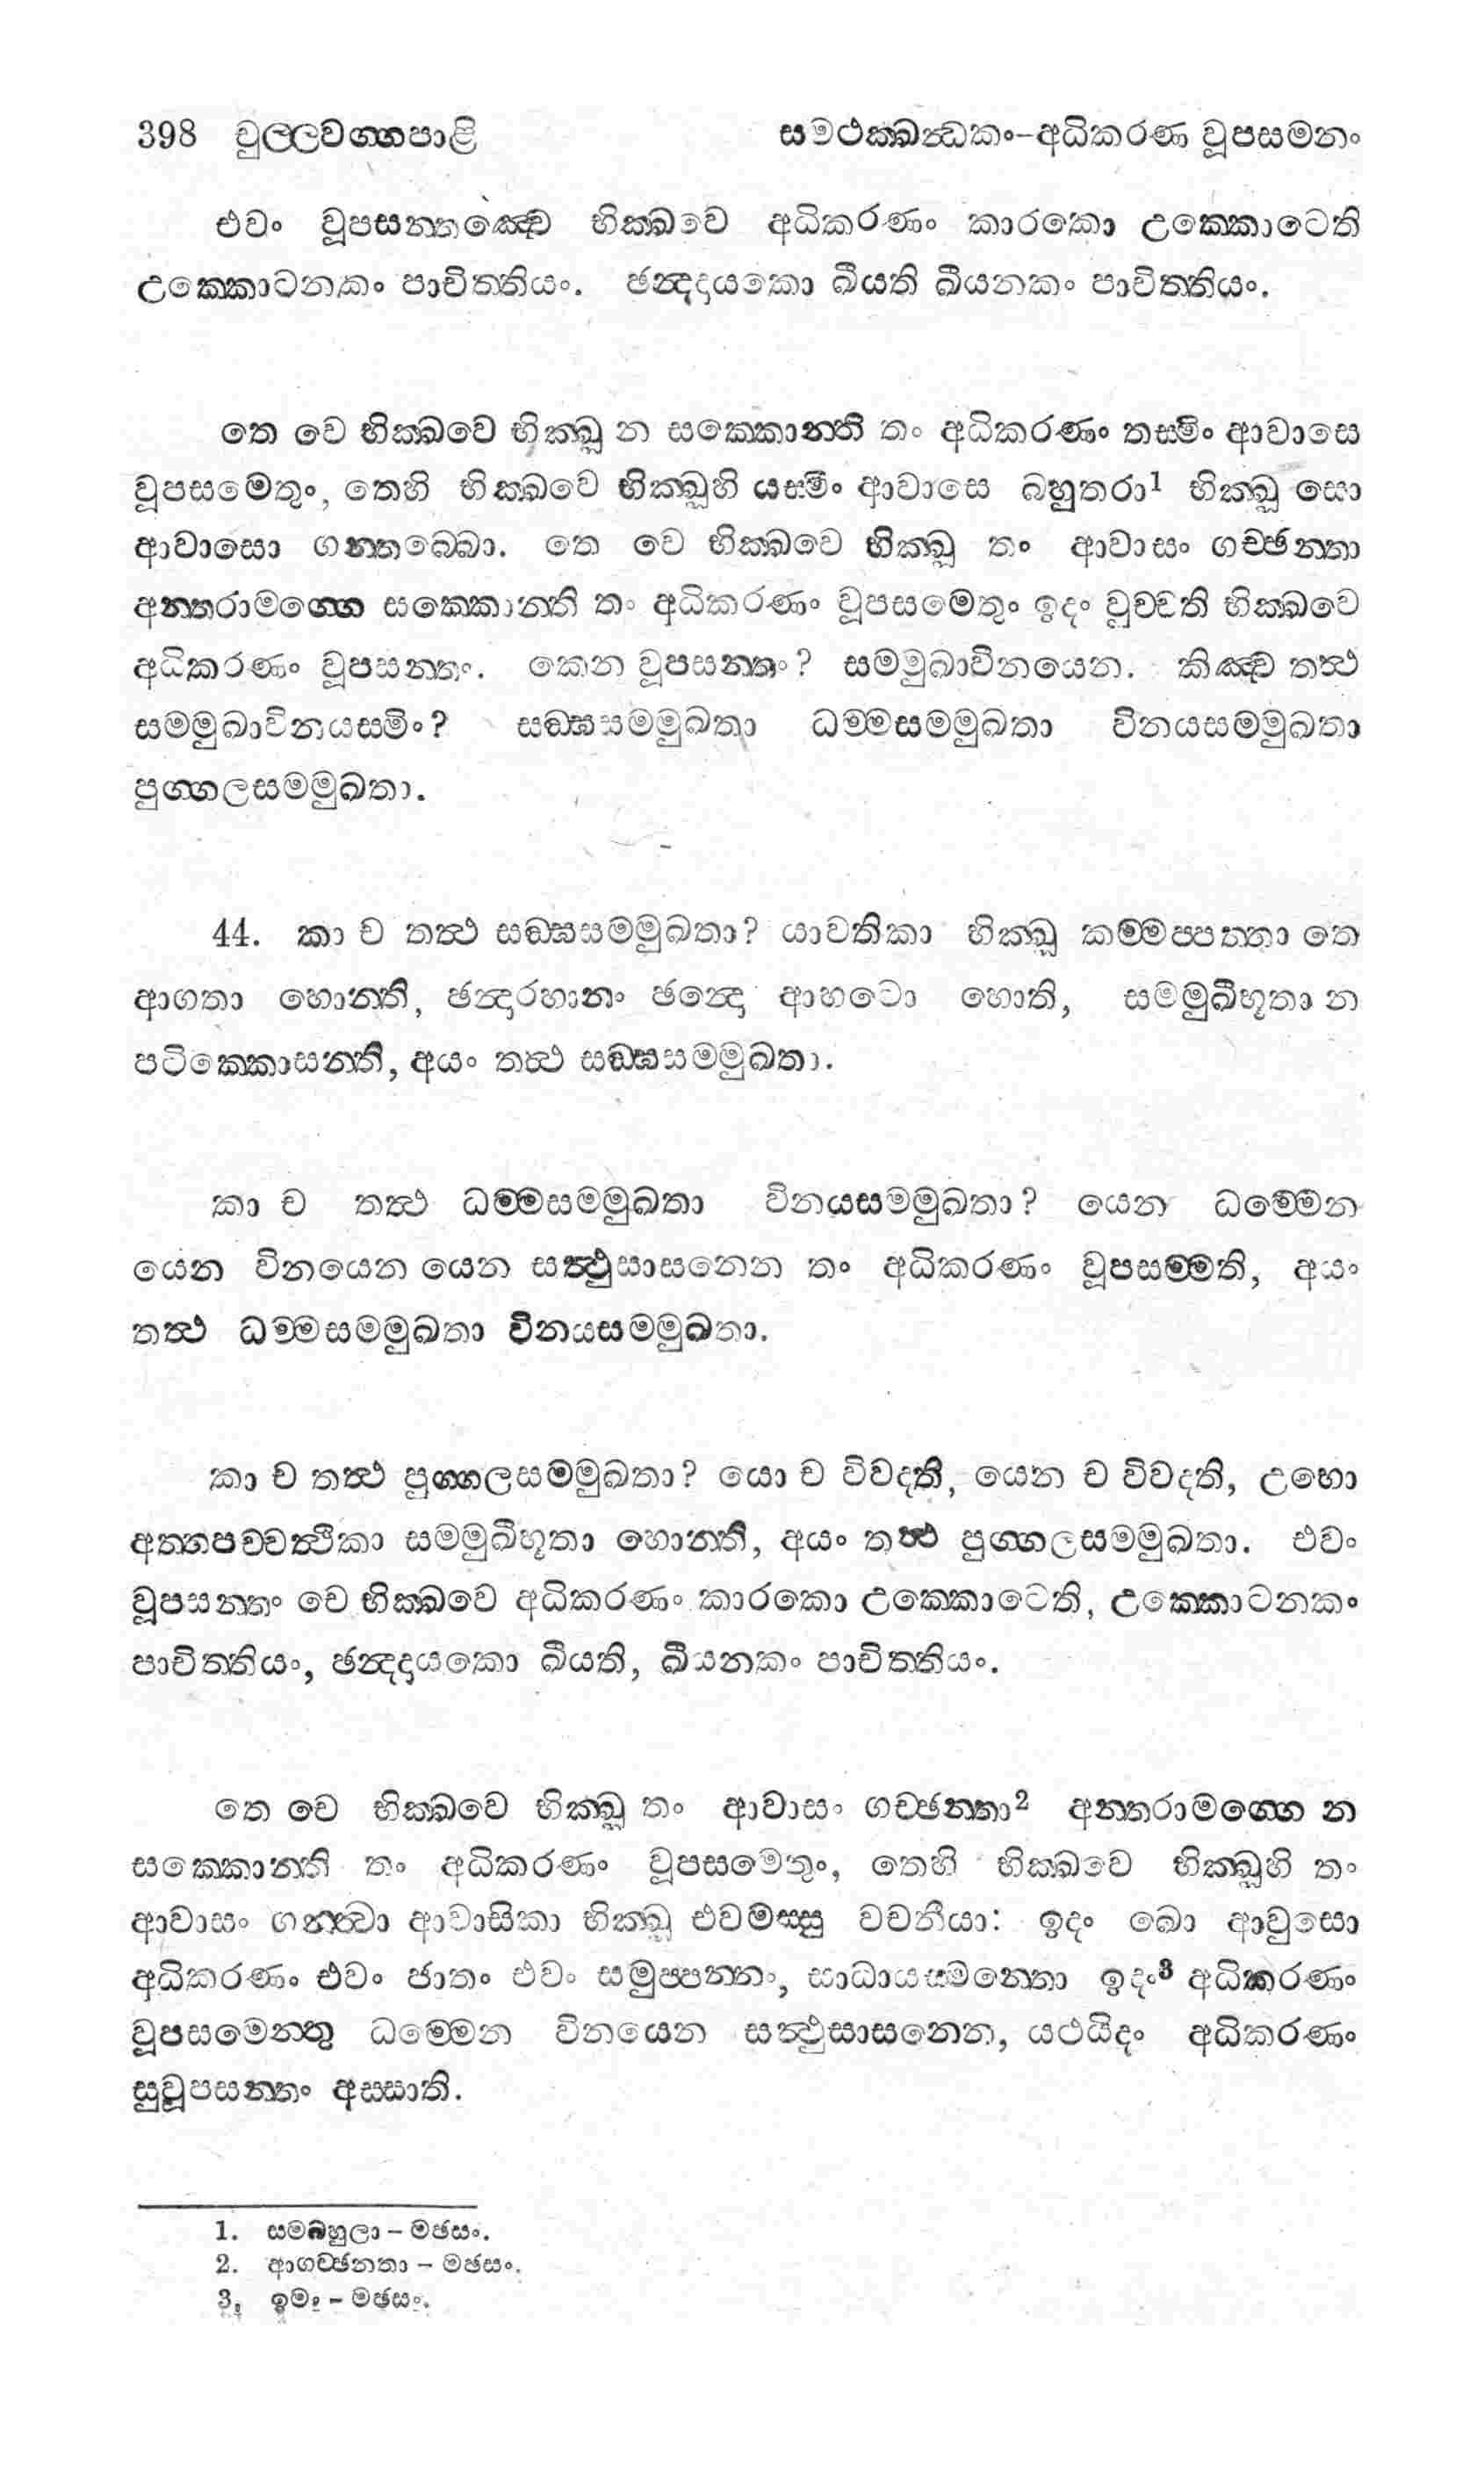 398 චුල්ලවග්ගපාළි සමථක්ඛන්ධකං-අධිකරණ වූපසමනං
එවං වූපසන්තඤ්චෙ භික්ඛවෙ අධිකරණං කාරකො උක්කොටෙති
උක්කොටනකං පාචිත්තියං. ඡන්දදායකො ඛීයති ඛීයනකං පාචිත්තියං.
තෙ චෙ භික්ඛවෙ භික්ඛූ න සක්කොන්ති තං අධිකරණං තස්මිං ආවාසෙ
වූපසමෙතුං, තෙහි භික්ඛවෙ භික්ඛූහි යස්මිං ආවාසෙ බහුතරා1 භික්ඛූ සො
ආවාසො ගන්තබ්බො. තෙ චෙ භික්ඛවෙ භික්ඛූ තං ආවාසං ගච්ඡන්තා
අන්තරාමග්ගෙ සක්කොන්ති තං අධිකරණං වූපසමෙතුං ඉදං වුච්චති භික්ඛවෙ
අධිකරණං වූපසන්තං. කෙන වූපසන්තං? සම්මුඛාවිනයෙන. කිඤ්ච තත්ථ
සම්මුඛාවිනයස්මිං? සඞ්ඝසම්මුඛතා ධම්මසම්මුඛතා විනයසම්මුඛතා
පුග්ගලසම්මුඛතා.
44. කා ච තත්ථ සඞ්ඝසම්මුඛතා? යාවතිකා භික්ඛූ කම්මප්පත්තා තෙ
ආගතා හොන්ති, ඡන්දාරහානං ඡන්දො ආහටො හොති, සම්මුඛීභූතා න
පටික්කොසන්ති, අයං තත්ථ සඞ්ඝසම්මුඛතා.
කා ච තත්ථ ධම්මසම්මුඛතා විනයසම්මුඛතා? යෙන ධම්මෙන
යෙන විනයෙන යෙන සත්ථුසාසනෙන තං අධිකරණං වූපසම්මති, අයං
තත්ථ ධම්මසම්මුඛතා විනයසම්මුඛතා.
කා ච තත්ථ පුග්ගලසම්මුඛතා? යො ච විවදති, යෙන ච විවදති, උභො
අත්තපච්චත්ථිකා සම්මුඛීභූතා හොන්ති, අයං තත්ථ පුග්ගලසම්මුඛතා. එවං
වූපසන්තං චෙ භික්ඛවෙ අධිකරණං කාරකො උක්කොටෙති, උක්කොටනකං
පාචිත්තියං, ඡන්දදායකො ඛීයති, ඛීයනකං පාචිත්තියං.
තෙ චෙ භික්ඛවෙ භික්ඛූ තං ආවාසං ගච්ඡන්තා2 අන්තරාමග්ගෙ න
සක්කොන්ති තං අධිකරණං වූපසමෙතුං, තෙහි භික්ඛවෙ භික්ඛූහි තං
ආවාසං ගන්ත්වා ආවාසිකා භික්ඛූ එවමස්සු වචනීයා: ඉදං ඛො ආවුසො
අධිකරණං එවං ජාතං එවං සමුප්පන්නං, සාධායස්මන්තො ඉදං3 අධිකරණං
වූපසමෙන්තු ධම්මෙන විනයෙන සත්ථුසාසනෙන, යථයිදං අධිකරණං
සුවූපසන්තං අස්සාති.
1. සම්බහුලා – මඡසං.
2. ආගච්ඡන්තා – මඡසං.
3. ඉමං – මඡසං.